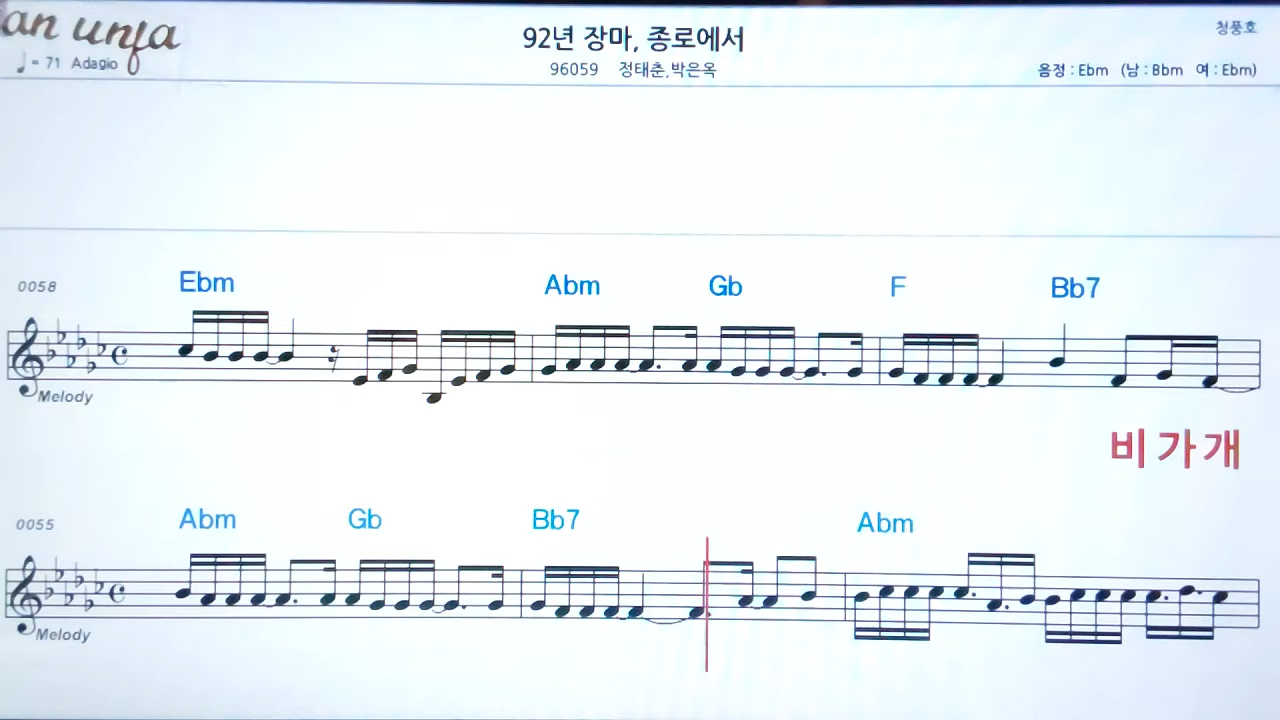 an unfa
92년 장마, 종로에서
청풍호
♩= 71 Adagio
96059 정태춘,박은옥
음정 : Ebm (남 : Bbm 여 : Ebm)
0058
Ebm Abm Gb F Bb7
Melody
비 가 개
0055
Abm Gb Bb7 Abm
Melody